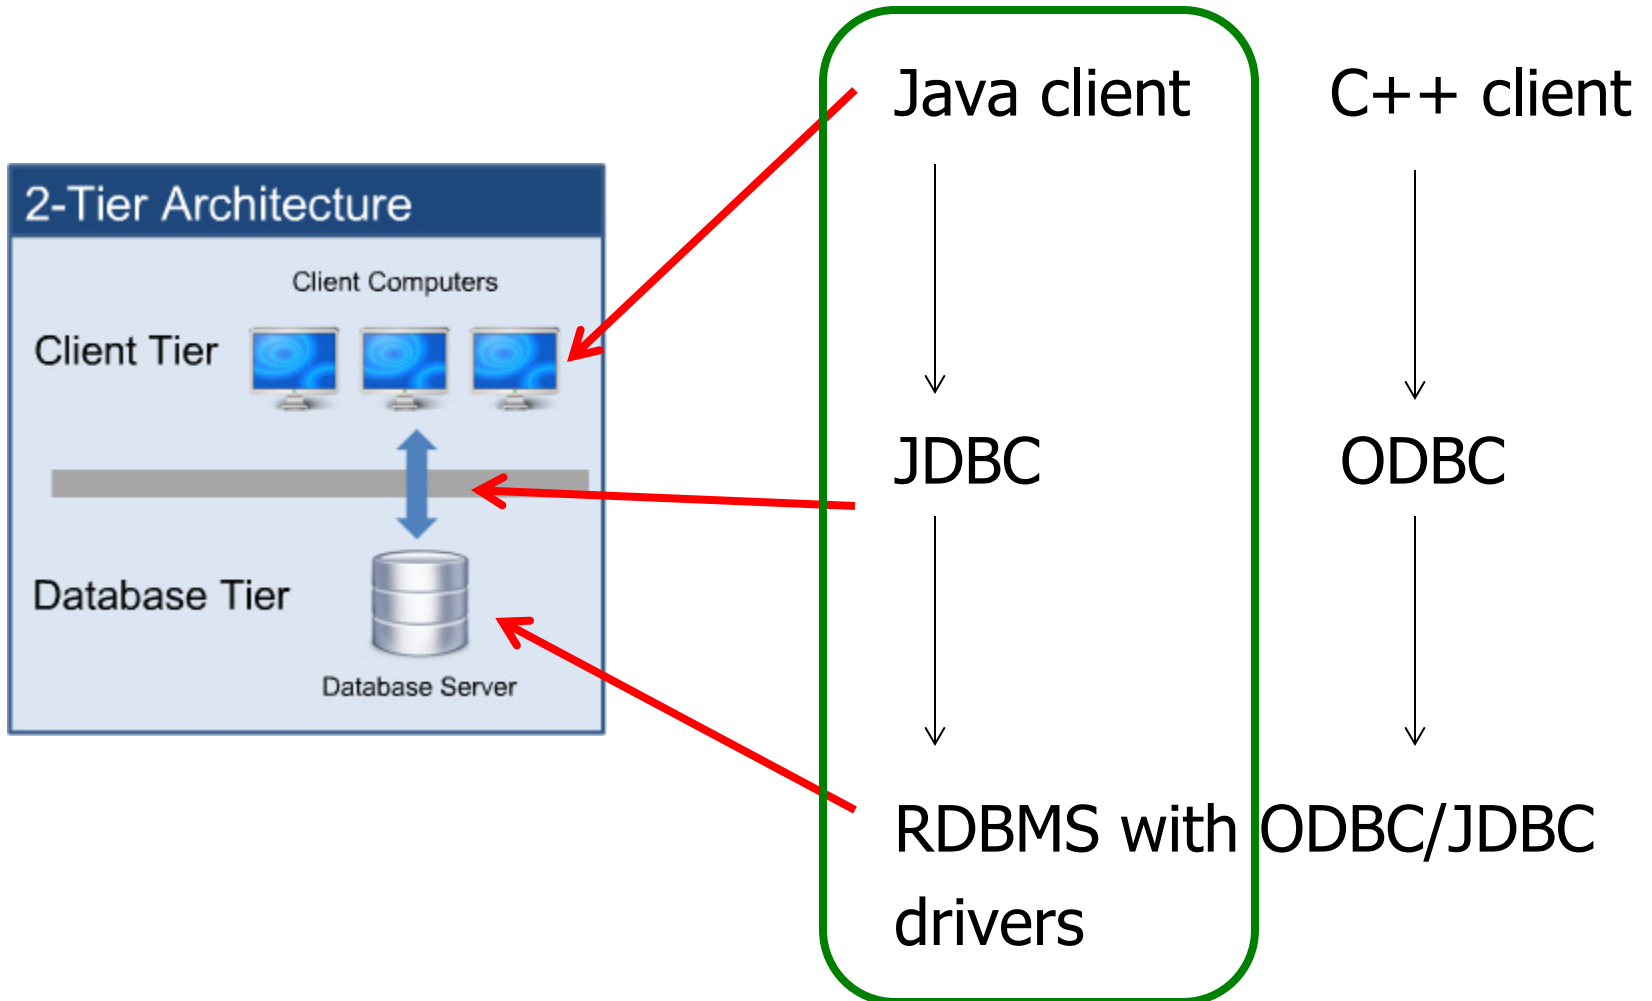 2-Tier Architecture
Client Computers
Client Tier
Database Tier
Database Server
Java client
C++ client
JDBC
ODBC
RDBMS with ODBC/JDBC
drivers